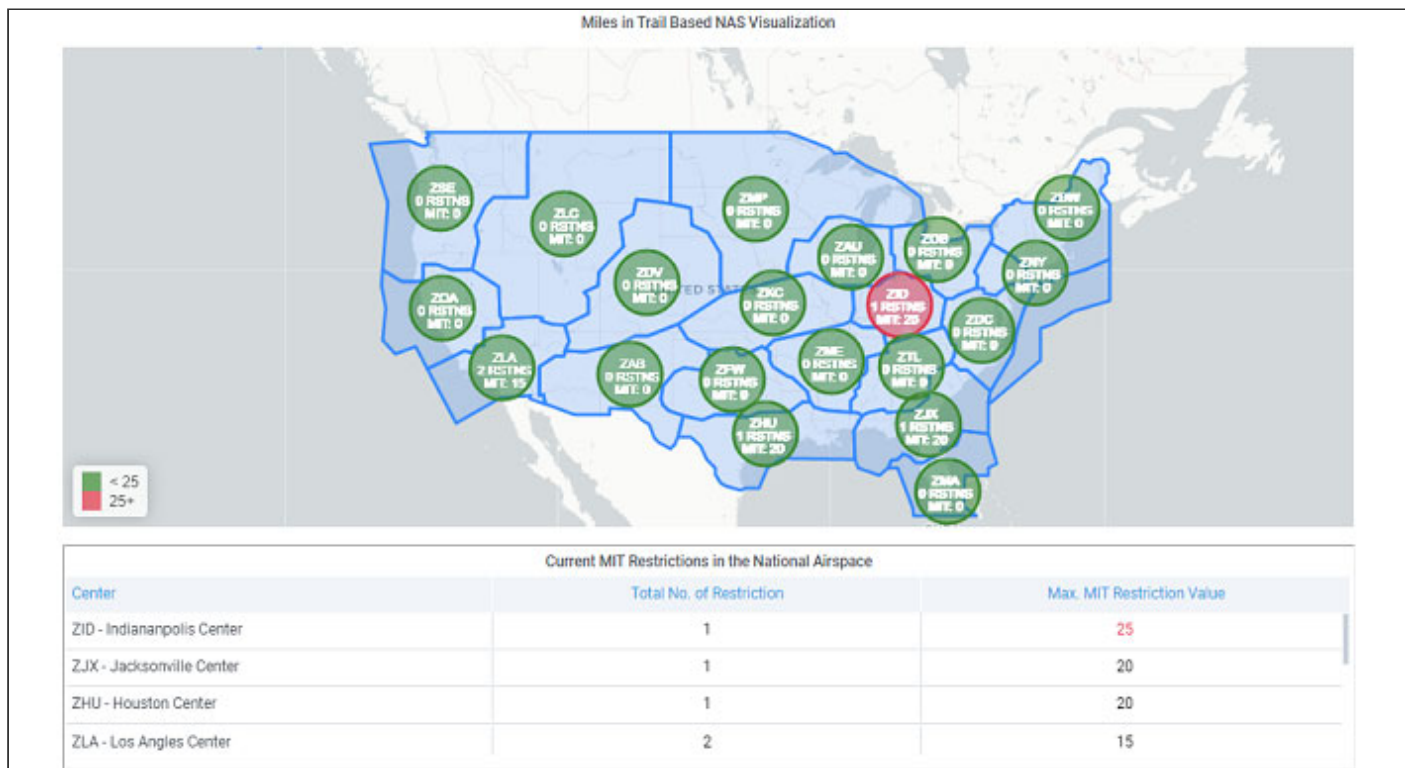 Miles in Trail Based NAS Visualization
ZSE
0 RSTNS
MIT: 0
ZLC
0 RSTNS
MIT: 0
ZMP
0 RSTNS
MIT: 0
ZBW
0 RSTNS
MIT: 0
ZAU
0 RSTNS
MIT: 0
ZOB
0 RSTNS
MIT: 0
ZNY
0 RSTNS
MIT: 0
ZDV
0 RSTNS
MIT: 0
UNITED STATES
ZOA
0 RSTNS
MIT: 0
ZKC
0 RSTNS
MIT: 0
ZID
1 RSTNS
MIT: 25
ZDC
0 RSTNS
MIT: 0
ZLA
2 RSTNS
MIT: 15
ZAB
0 RSTNS
MIT: 0
ZFW
0 RSTNS
MIT: 0
ZME
0 RSTNS
MIT: 0
ZTL
0 RSTNS
MIT: 0
ZHU
1 RSTNS
MIT: 20
ZJX
1 RSTNS
MIT: 20
ZMA
0 RSTNS
MIT: 0
< 25
25+
Current MIT Restrictions in the National Airspace
Center Total No. of Restriction Max. MIT Restriction Value
ZID - Indiananpolis Center 1 25
ZJX - Jacksonville Center 1 20
ZHU - Houston Center 1 20
ZLA - Los Angles Center 2 15